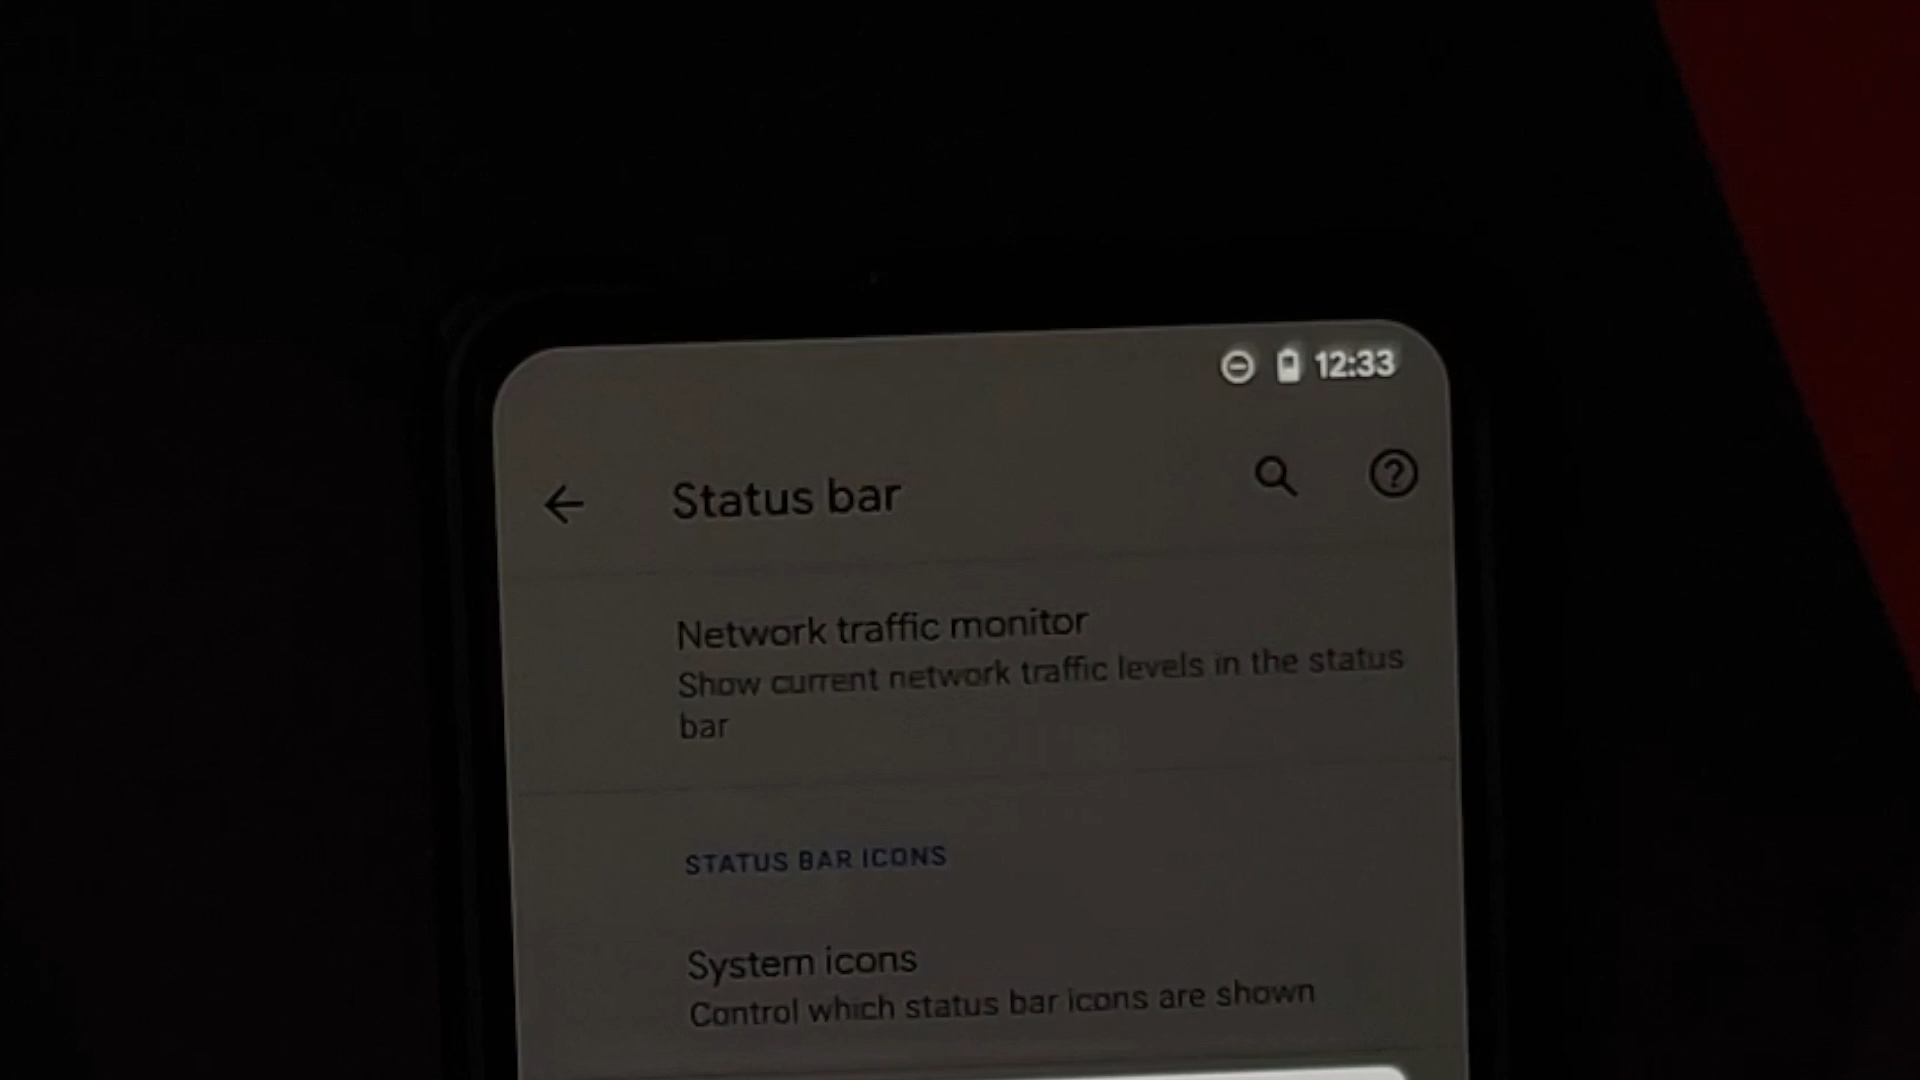 12:33
Status bar
Network traffic monitor
Show current network traffic levels in the status
bar
STATUS BAR ICONS
System icons
Control which status bar icons are shown